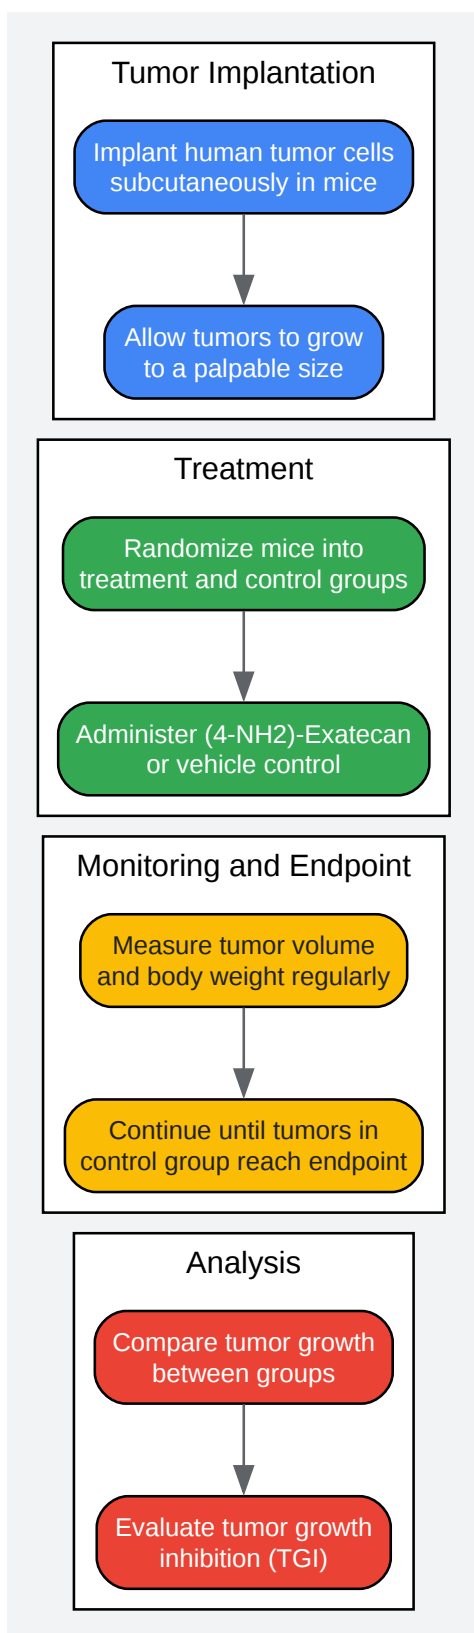 Tumor Implantation
Implant human tumor cells
subcutaneously in mice
Allow tumors to grow
to a palpable size
Treatment
Randomize mice into
treatment and control groups
Administer (4-NH2)-Exatecan
or vehicle control
Monitoring and Endpoint
Measure tumor volume
and body weight regularly
Continue until tumors in
control group reach endpoint
Analysis
Compare tumor growth
between groups
Evaluate tumor growth
inhibition (TGI)